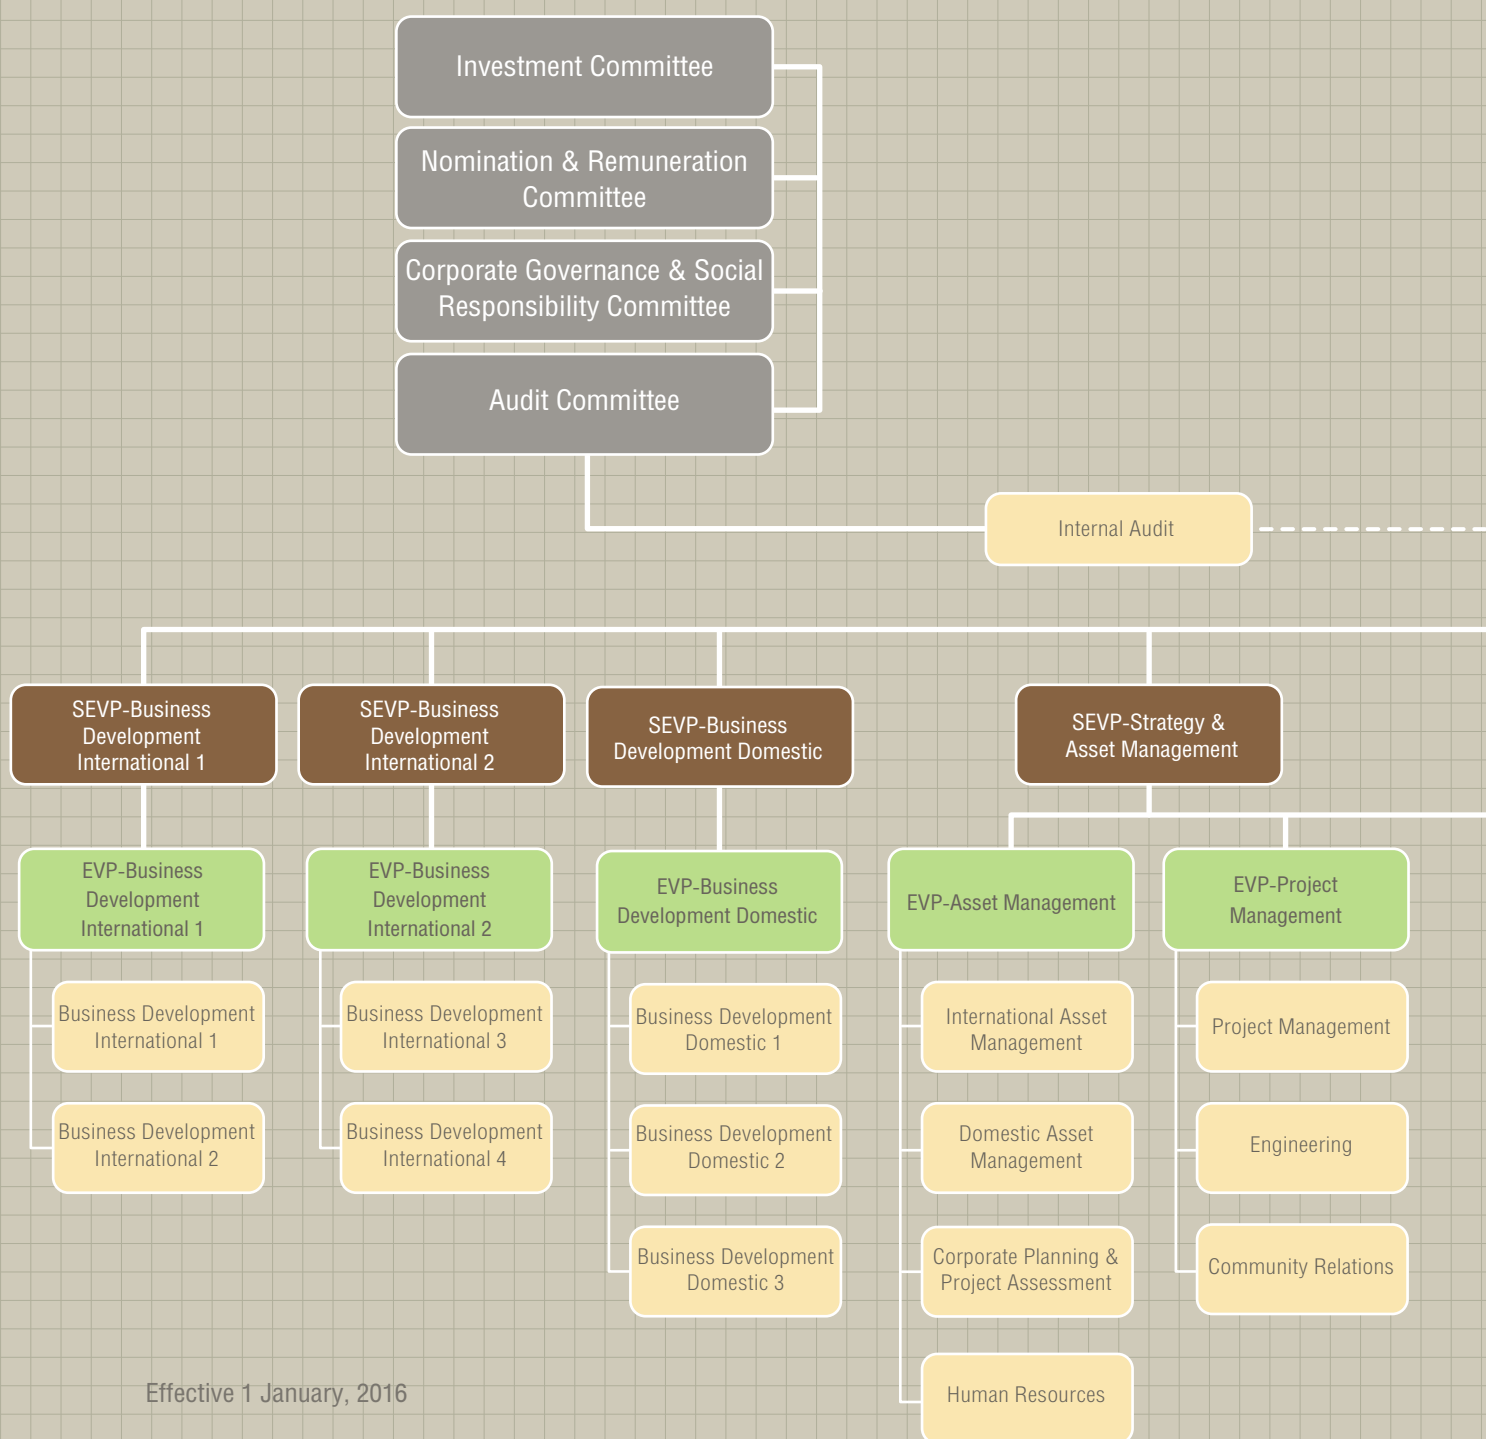 Investment Committee
Nomination & Remuneration
Committee
Corporate Governance & Social
Responsibility Committee
Audit Committee
Internal Audit
SEVP-Business
Development
International 1
SEVP-Business
Development
International 2
SEVP-Business
Development Domestic
SEVP-Strategy &
Asset Management
EVP-Business
Development
International 1
EVP-Business
Development
International 2
EVP-Business
Development Domestic
EVP-Asset Management
EVP-Project
Management
Business Development
International 1
Business Development
International 3
Business Development
Domestic 1
International Asset
Management
Project Management
Business Development
International 2
Business Development
International 4
Business Development
Domestic 2
Domestic Asset
Management
Engineering
Business Development
Domestic 3
Corporate Planning &
Project Assessment
Community Relations
Human Resources
Effective 1 January, 2016